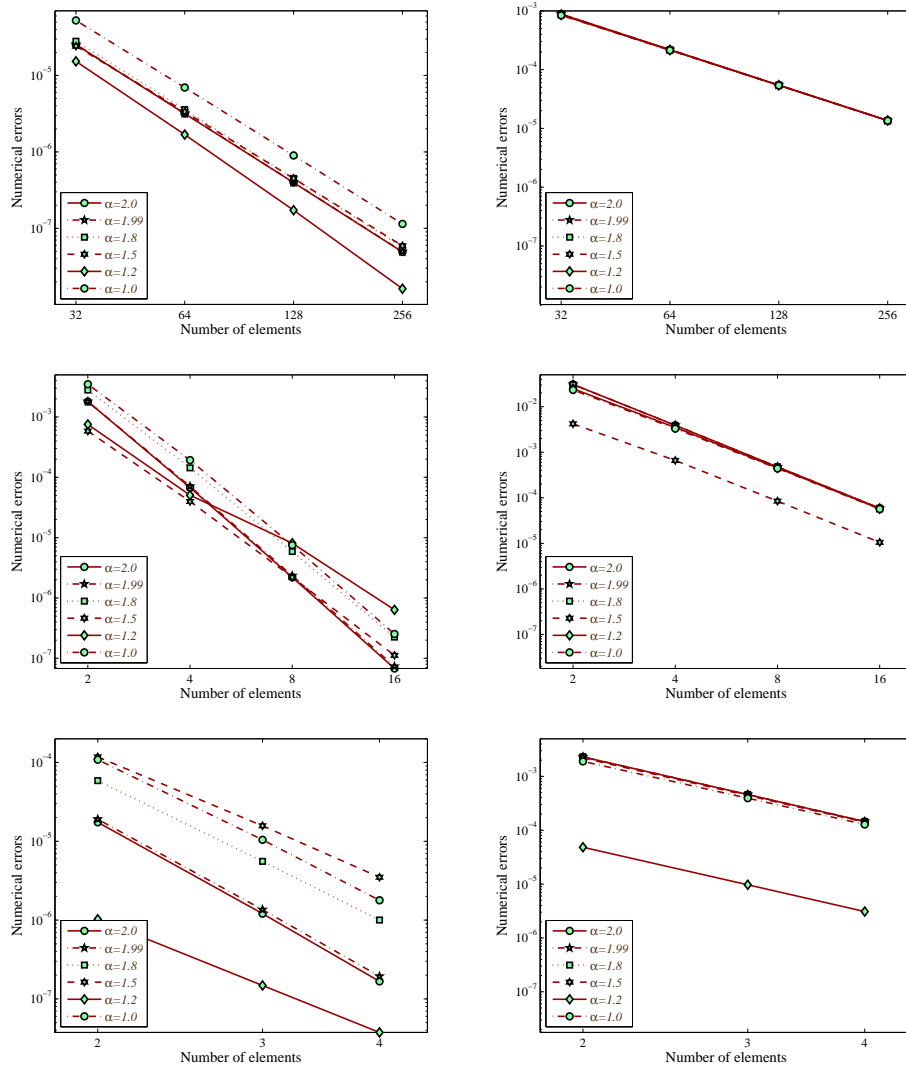 Numerical errors
10⁻⁵
10⁻⁶
10⁻⁷
α=2.0
α=1.99
α=1.8
α=1.5
α=1.2
α=1.0
32 64 128 256
Number of elements
Numerical errors
10⁻³
10⁻⁴
10⁻⁵
10⁻⁶
10⁻⁷
α=2.0
α=1.99
α=1.8
α=1.5
α=1.2
α=1.0
32 64 128 256
Number of elements
Numerical errors
10⁻³
10⁻⁴
10⁻⁵
10⁻⁶
10⁻⁷
α=2.0
α=1.99
α=1.8
α=1.5
α=1.2
α=1.0
2 4 8 16
Number of elements
Numerical errors
10⁻²
10⁻³
10⁻⁴
10⁻⁵
10⁻⁶
10⁻⁷
α=2.0
α=1.99
α=1.8
α=1.5
α=1.2
α=1.0
2 4 8 16
Number of elements
Numerical errors
10⁻⁴
10⁻⁵
10⁻⁶
10⁻⁷
α=2.0
α=1.99
α=1.8
α=1.5
α=1.2
α=1.0
2 3 4
Number of elements
Numerical errors
10⁻³
10⁻⁴
10⁻⁵
10⁻⁶
10⁻⁷
α=2.0
α=1.99
α=1.8
α=1.5
α=1.2
α=1.0
2 3 4
Number of elements